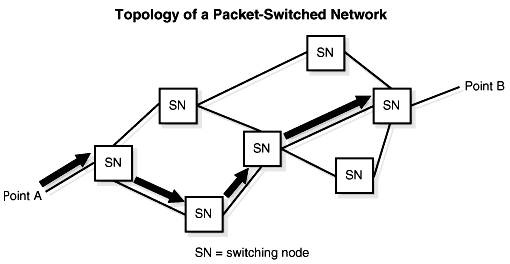 Topology of a Packet-Switched Network
SN
SN
Point B
SN
SN
SN
SN
Point A
SN
SN = switching node